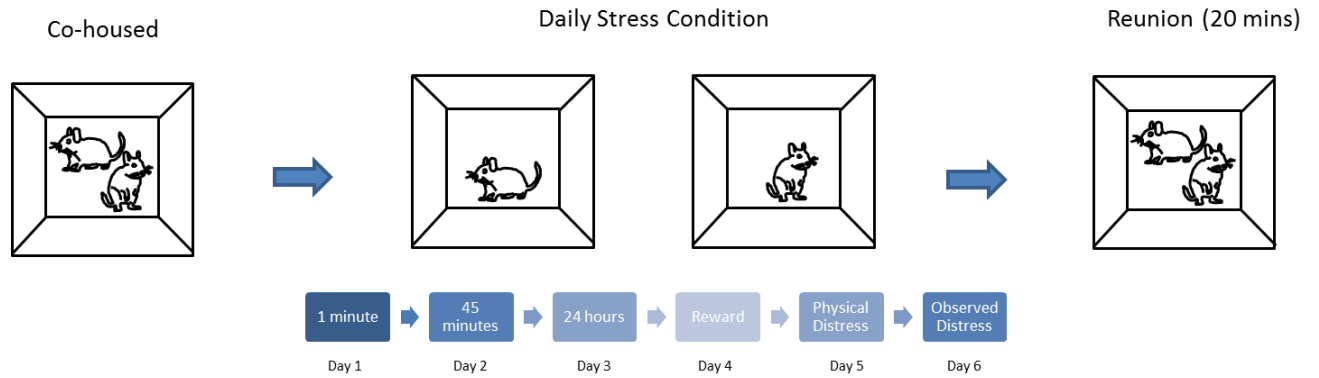 Co-housed
Daily Stress Condition
Reunion (20 mins)
1 minute
45
minutes
24 hours
Reward
Physical
Distress
Observed
Distress
Day 1
Day 2
Day 3
Day 4
Day 5
Day 6